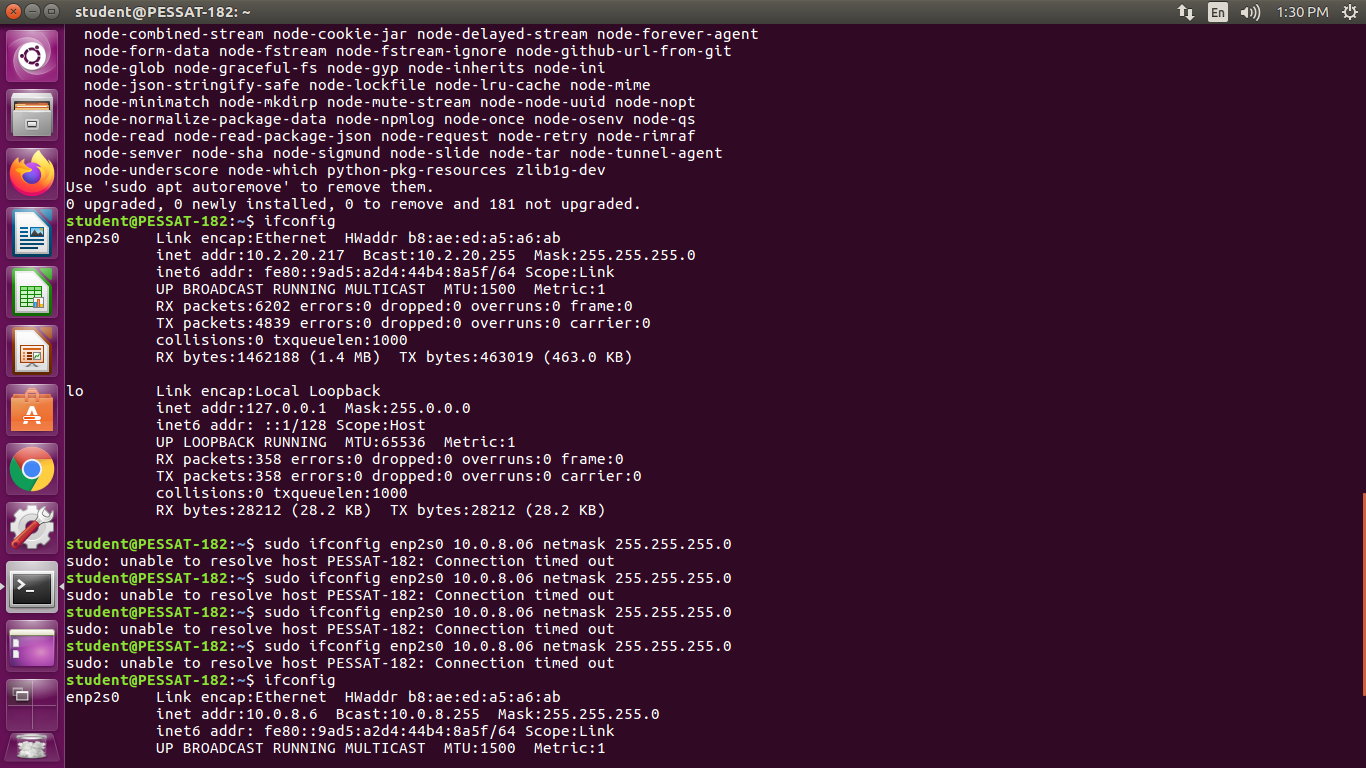 student@PESSAT-182: ~
En
1:30 PM
node-combined-stream node-cookie-jar node-delayed-stream node-forever-agent
node-form-data node-fstream node-fstream-ignore node-github-url-from-git
node-glob node-graceful-fs node-gyp node-inherits node-ini
node-json-stringify-safe node-lockfile node-lru-cache node-mime
node-minimatch node-mkdirp node-mute-stream node-node-uuid node-nopt
node-normalize-package-data node-npmlog node-once node-osenv node-qs
node-read node-read-package-json node-request node-retry node-rimraf
node-semver node-sha node-sigmund node-slide node-tar node-tunnel-agent
node-underscore node-which python-pkg-resources zlib1g-dev
Use 'sudo apt autoremove' to remove them.
0 upgraded, 0 newly installed, 0 to remove and 181 not upgraded.
student@PESSAT-182:~$ ifconfig
enp2s0    Link encap:Ethernet  HWaddr b8:ae:ed:a5:a6:ab
inet addr:10.2.20.217  Bcast:10.2.20.255  Mask:255.255.255.0
inet6 addr: fe80::9ad5:a2d4:44b4:8a5f/64 Scope:Link
UP BROADCAST RUNNING MULTICAST  MTU:1500  Metric:1
RX packets:6202 errors:0 dropped:0 overruns:0 frame:0
TX packets:4839 errors:0 dropped:0 overruns:0 carrier:0
collisions:0 txqueuelen:1000
RX bytes:1462188 (1.4 MB)  TX bytes:463019 (463.0 KB)
lo        Link encap:Local Loopback
inet addr:127.0.0.1  Mask:255.0.0.0
inet6 addr: ::1/128 Scope:Host
UP LOOPBACK RUNNING  MTU:65536  Metric:1
RX packets:358 errors:0 dropped:0 overruns:0 frame:0
TX packets:358 errors:0 dropped:0 overruns:0 carrier:0
collisions:0 txqueuelen:1000
RX bytes:28212 (28.2 KB)  TX bytes:28212 (28.2 KB)
student@PESSAT-182:~$ sudo ifconfig enp2s0 10.0.8.06 netmask 255.255.255.0
sudo: unable to resolve host PESSAT-182: Connection timed out
student@PESSAT-182:~$ sudo ifconfig enp2s0 10.0.8.06 netmask 255.255.255.0
sudo: unable to resolve host PESSAT-182: Connection timed out
student@PESSAT-182:~$ sudo ifconfig enp2s0 10.0.8.06 netmask 255.255.255.0
sudo: unable to resolve host PESSAT-182: Connection timed out
student@PESSAT-182:~$ sudo ifconfig enp2s0 10.0.8.06 netmask 255.255.255.0
sudo: unable to resolve host PESSAT-182: Connection timed out
student@PESSAT-182:~$ ifconfig
enp2s0    Link encap:Ethernet  HWaddr b8:ae:ed:a5:a6:ab
inet addr:10.0.8.6  Bcast:10.0.8.255  Mask:255.255.255.0
inet6 addr: fe80::9ad5:a2d4:44b4:8a5f/64 Scope:Link
UP BROADCAST RUNNING MULTICAST  MTU:1500  Metric:1